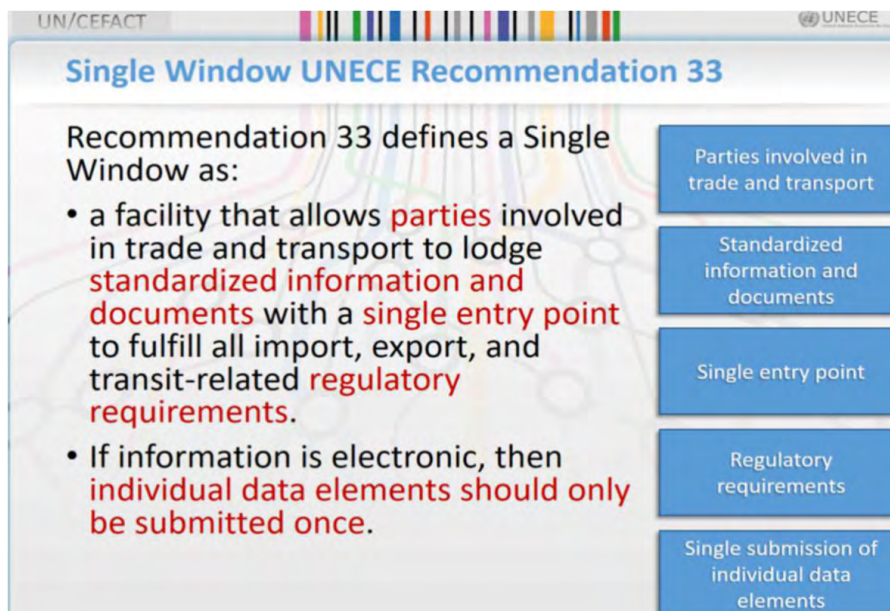 UN/CEFACT
UNECE
Single Window UNECE Recommendation 33
Recommendation 33 defines a Single
Window as:
• a facility that allows parties involved
in trade and transport to lodge
standardized information and
documents with a single entry point
to fulfill all import, export, and
transit-related regulatory
requirements.
• If information is electronic, then
individual data elements should only
be submitted once.
Parties involved in
trade and transport
Standardized
information and
documents
Single entry point
Regulatory
requirements
Single submission of
individual data
elements